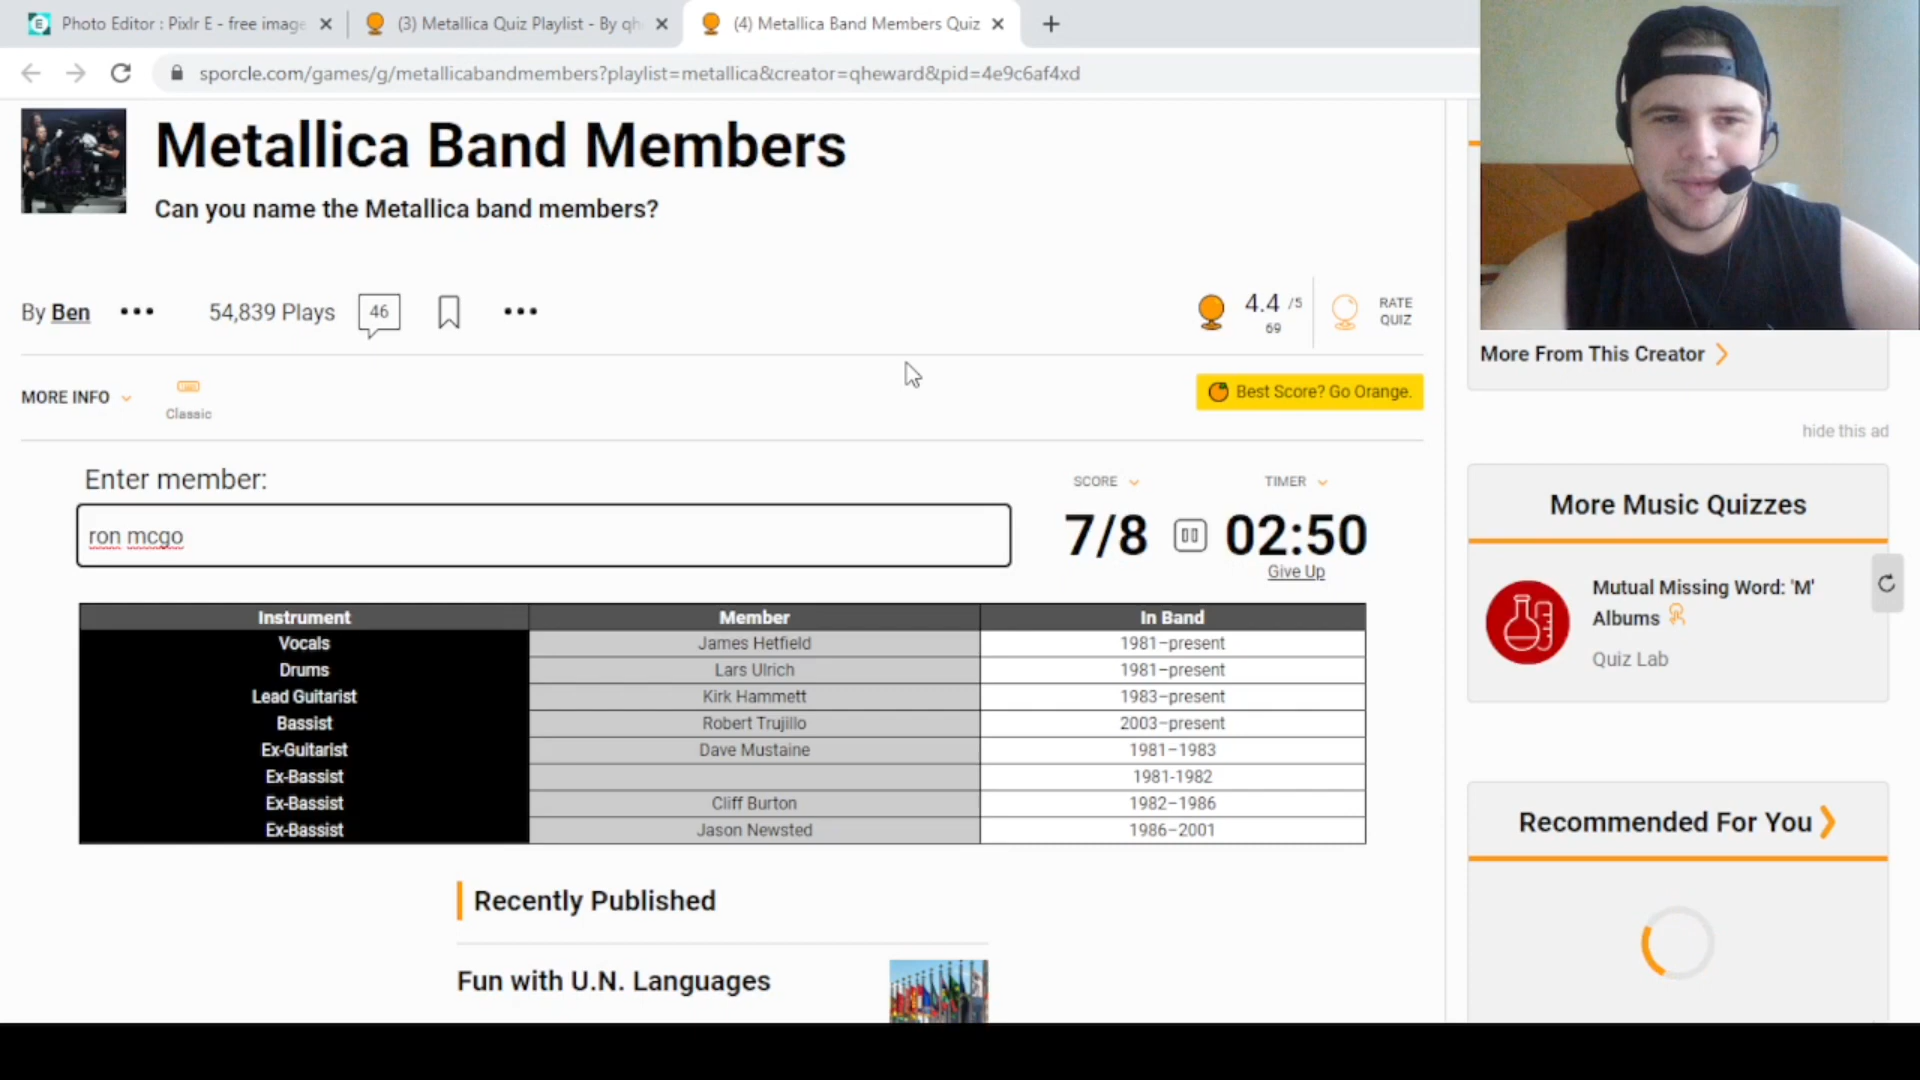 Photo Editor : Pixlr E - free image
(3) Metallica Quiz Playlist - By qh
(4) Metallica Band Members Quiz
sporcle.com/games/g/metallicabandmembers?playlist=metallica&creator=qheward&pid=4e9c6af4xd
Metallica Band Members
Can you name the Metallica band members?
By Ben
54,839 Plays
46
4.4 /5
69
RATE
QUIZ
More From This Creator
MORE INFO
Classic
Best Score? Go Orange.
hide this ad
Enter member:
ron mcgo
SCORE
TIMER
7/8
02:50
Give Up
Instrument Member In Band
Vocals James Hetfield 1981–present
Drums Lars Ulrich 1981–present
Lead Guitarist Kirk Hammett 1983–present
Bassist Robert Trujillo 2003–present
Ex-Guitarist Dave Mustaine 1981–1983
Ex-Bassist 1981-1982
Ex-Bassist Cliff Burton 1982–1986
Ex-Bassist Jason Newsted 1986–2001
More Music Quizzes
Mutual Missing Word: 'M'
Albums
Quiz Lab
Recommended For You
Recently Published
Fun with U.N. Languages